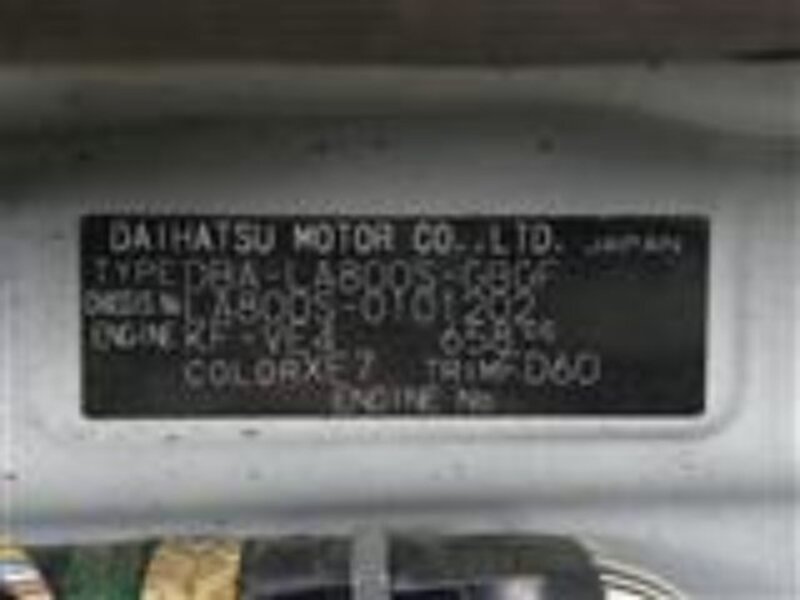 DAIHATSU MOTOR CO.,LTD. JAPAN
TYPE DBA-LA800S-GBGF
CHASSIS No. LA800S-0101202
ENGINE KF-VE4 658cc
COLOR XE7 TRIM FD60
ENGINE No.